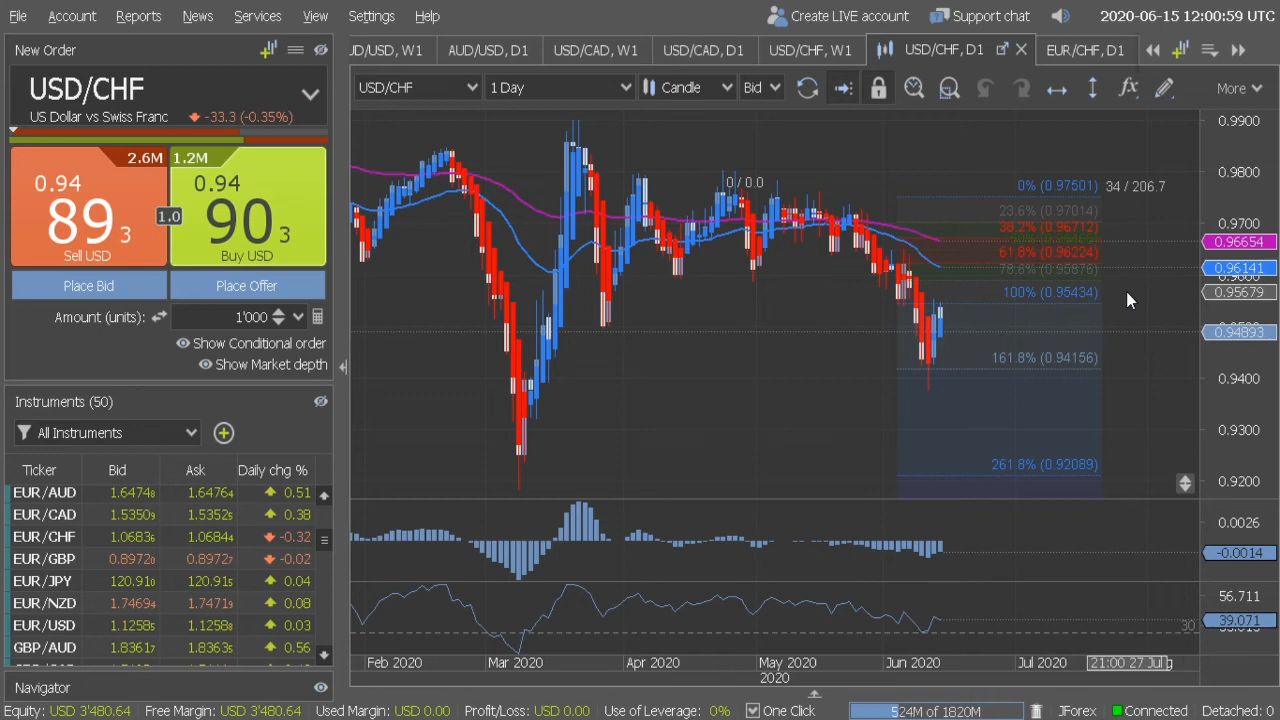 File Account Reports News Services View Settings Help Create LIVE account Support chat 2020-06-15 12:00:59 UTC
New Order
JD/USD, W1 AUD/USD, D1 USD/CAD, W1 USD/CAD, D1 USD/CHF, W1 USD/CHF, D1 EUR/CHF, D1
USD/CHF
US Dollar vs Swiss Franc -33.3 (-0.35%)
USD/CHF 1 Day Candle Bid More
2.6M 1.2M
0.94 0.94
89 3 1.0 90 3
Sell USD Buy USD
Place Bid Place Offer
Amount (units): 1'000
Show Conditional order
Show Market depth
Instruments (50)
All Instruments
Ticker Bid Ask Daily chg %
EUR/AUD 1.64748 1.64764 0.51
EUR/CAD 1.53509 1.53525 0.38
EUR/CHF 1.06836 1.06844 -0.32
EUR/GBP 0.89720 0.89729 -0.02
EUR/JPY 120.910 120.915 0.04
EUR/NZD 1.74694 1.74719 0.08
EUR/USD 1.12585 1.12588 0.03
GBP/AUD 1.83617 1.83635 0.56
Navigator
0 / 0.0
0% (0.97501) 34 / 206.7
23.6% (0.97014)
38.2% (0.96712)
61.8% (0.96224)
78.6% (0.95876)
100% (0.95434)
161.8% (0.94156)
261.8% (0.92089)
0.9900
0.9800
0.9700
0.96654
0.96141
0.9600
0.95679
0.94893
0.9400
0.9300
0.9200
0.0026
-0.0014
56.711
39.071
30
Feb 2020 Mar 2020 Apr 2020 May 2020 Jun 2020 Jul 2020 21:00 27 Jul
2020
Equity: USD 3'480.64 Free Margin: USD 3'480.64 Used Margin: USD 0.00 Profit/Loss: USD 0.00 Use of Leverage: 0% One Click 524M of 1820M JForex Connected Detached: 0